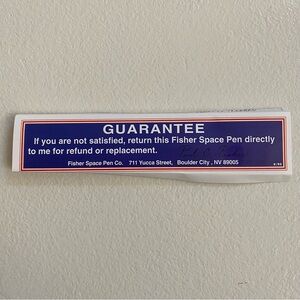 GUARANTEE
If you are not satisfied, return this Fisher Space Pen directly
to me for refund or replacement.
Fisher Space Pen Co. 711 Yucca Street, Boulder City , NV 89005